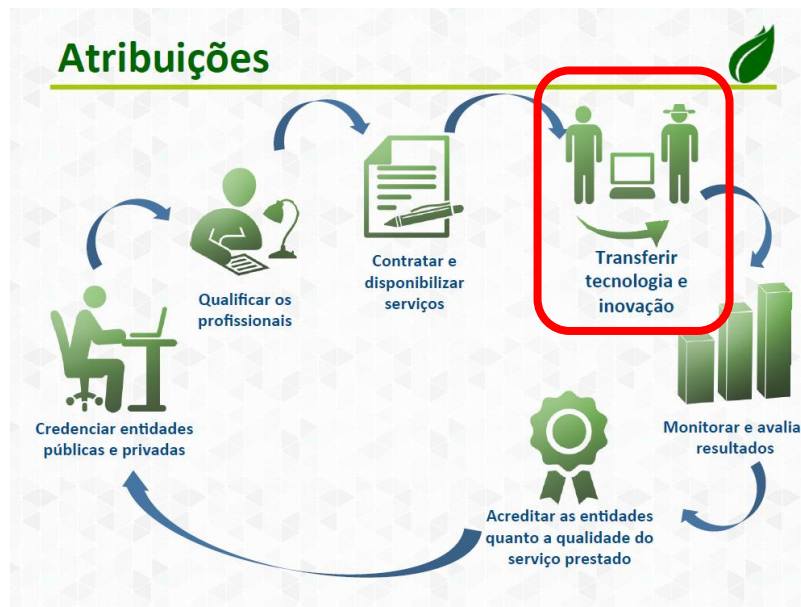 Atribuições
Credenciar entidades
públicas e privadas
Qualificar os
profissionais
Contratar e
disponibilizar
serviços
Transferir
tecnologia e
inovação
Monitorar e avalia
resultados
Acreditar as entidades
quanto a qualidade do
serviço prestado